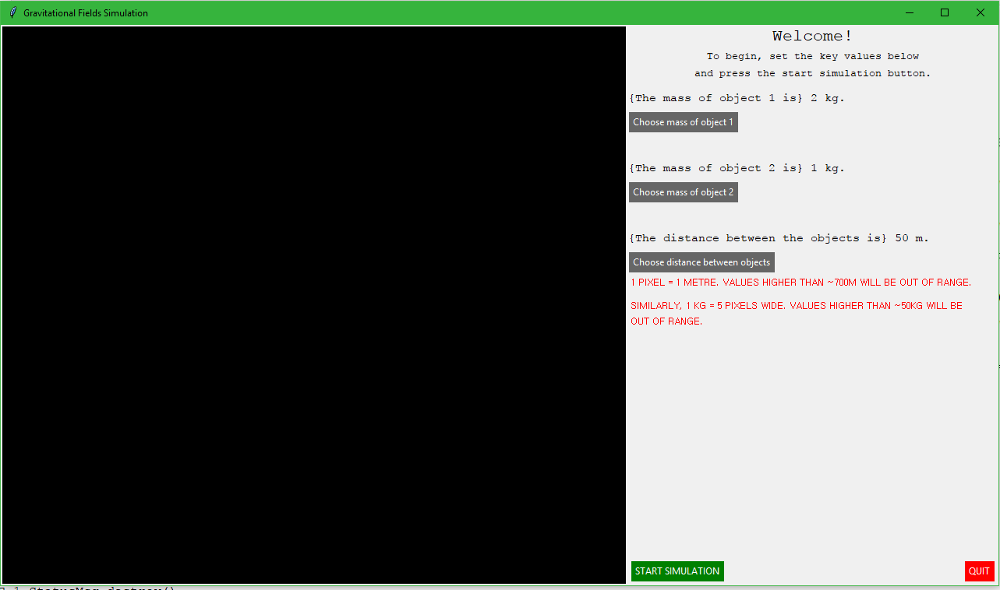 Gravitational Fields Simulation
Welcome!
To begin, set the key values below
and press the start simulation button.
{The mass of object 1 is} 2 kg.
Choose mass of object 1
{The mass of object 2 is} 1 kg.
Choose mass of object 2
{The distance between the objects is} 50 m.
Choose distance between objects
1 PIXEL = 1 METRE. VALUES HIGHER THAN ~700M WILL BE OUT OF RANGE.
SIMILARLY, 1 KG = 5 PIXELS WIDE. VALUES HIGHER THAN ~50KG WILL BE
OUT OF RANGE.
START SIMULATION
QUIT